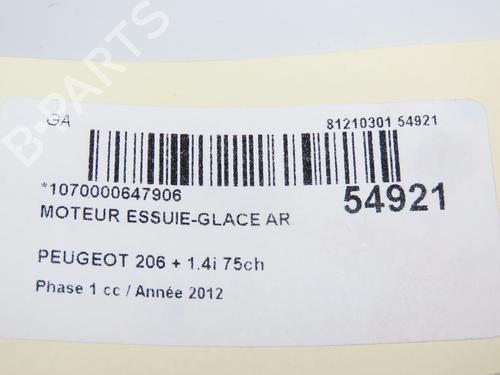 GA
81210301 54921
*1070000647906
54921
MOTEUR ESSUIE-GLACE AR
PEUGEOT 206 + 1.4i 75ch
Phase 1 cc / Année 2012
B-PARTS